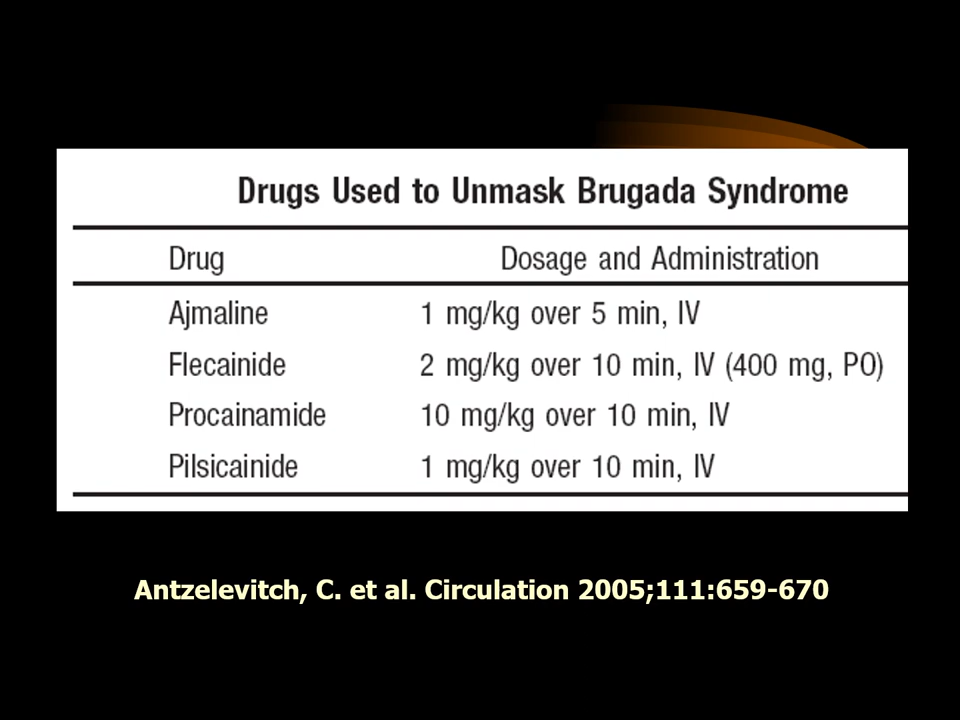 Drugs Used to Unmask Brugada Syndrome
Drug Dosage and Administration
Ajmaline 1 mg/kg over 5 min, IV
Flecainide 2 mg/kg over 10 min, IV (400 mg, PO)
Procainamide 10 mg/kg over 10 min, IV
Pilsicainide 1 mg/kg over 10 min, IV
Antzelevitch, C. et al. Circulation 2005;111:659-670